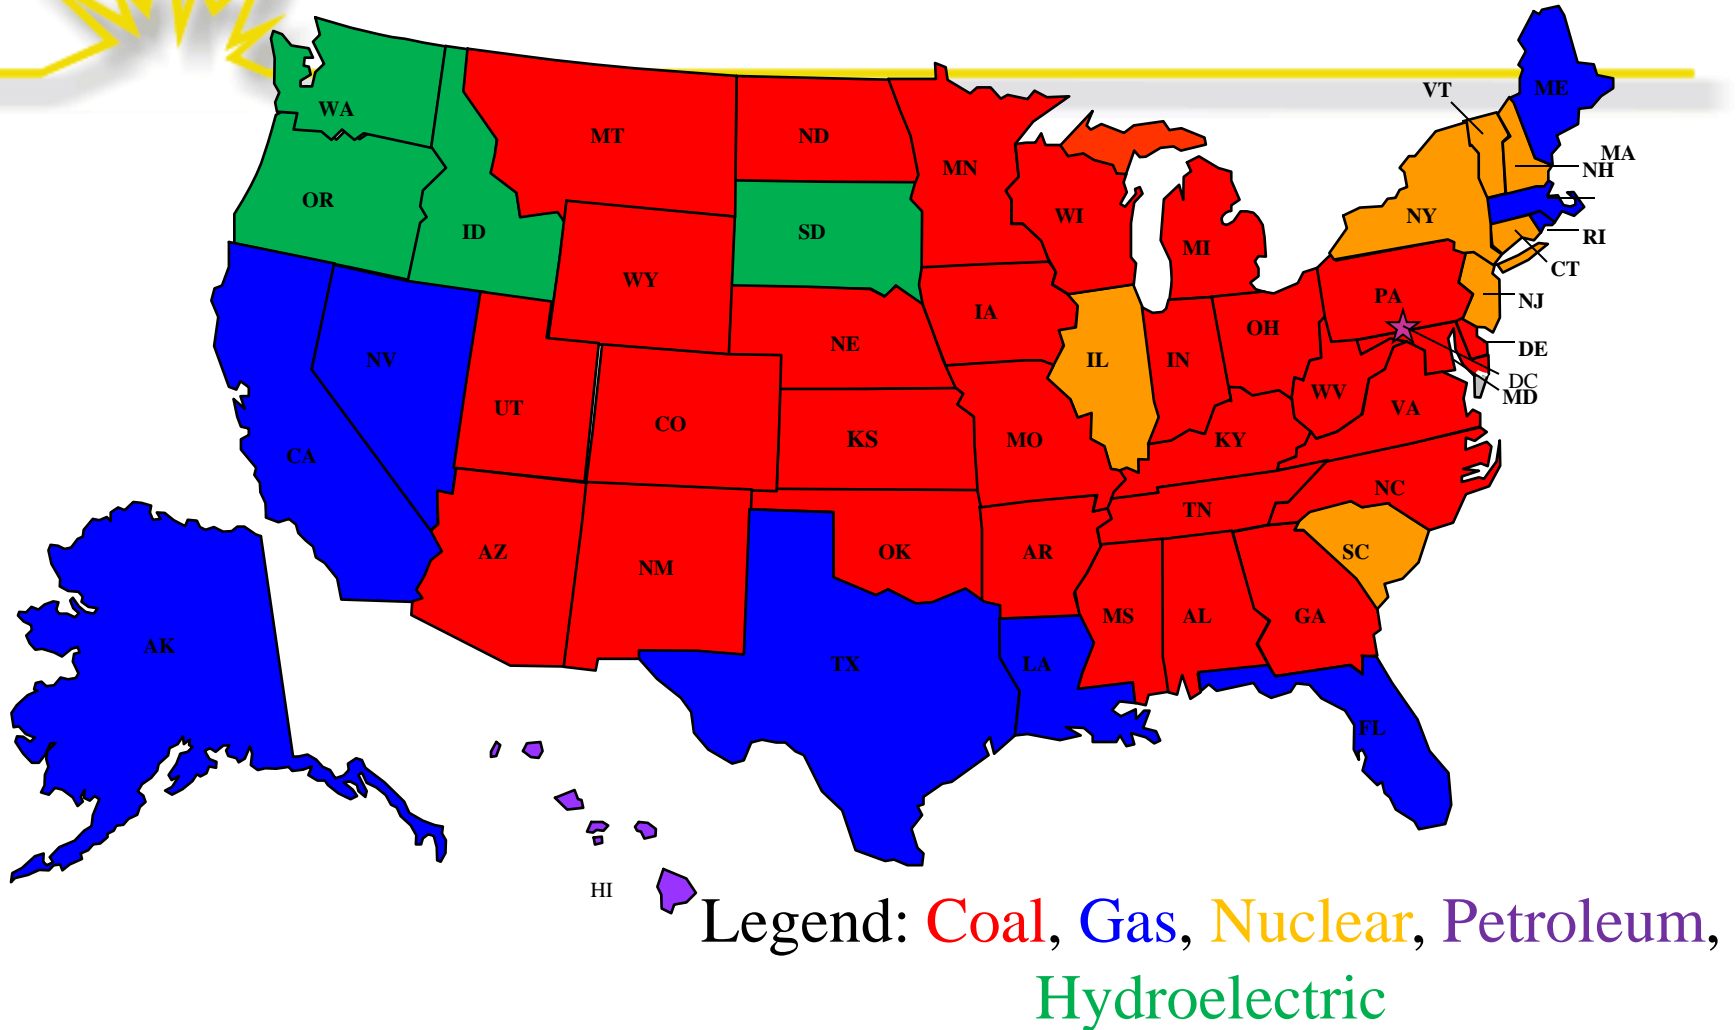 WA
MT
ND
MN
VT
ME
MA
NH
OR
ID
SD
WI
MI
NY
RI
CT
WY
IA
PA
NJ
NV
NE
IL
IN
OH
DE
DC
MD
UT
CO
KS
MO
KY
WV
VA
CA
AZ
NM
OK
AR
TN
NC
SC
AK
TX
LA
MS
AL
GA
FL
HI
Legend: Coal, Gas, Nuclear, Petroleum,
Hydroelectric